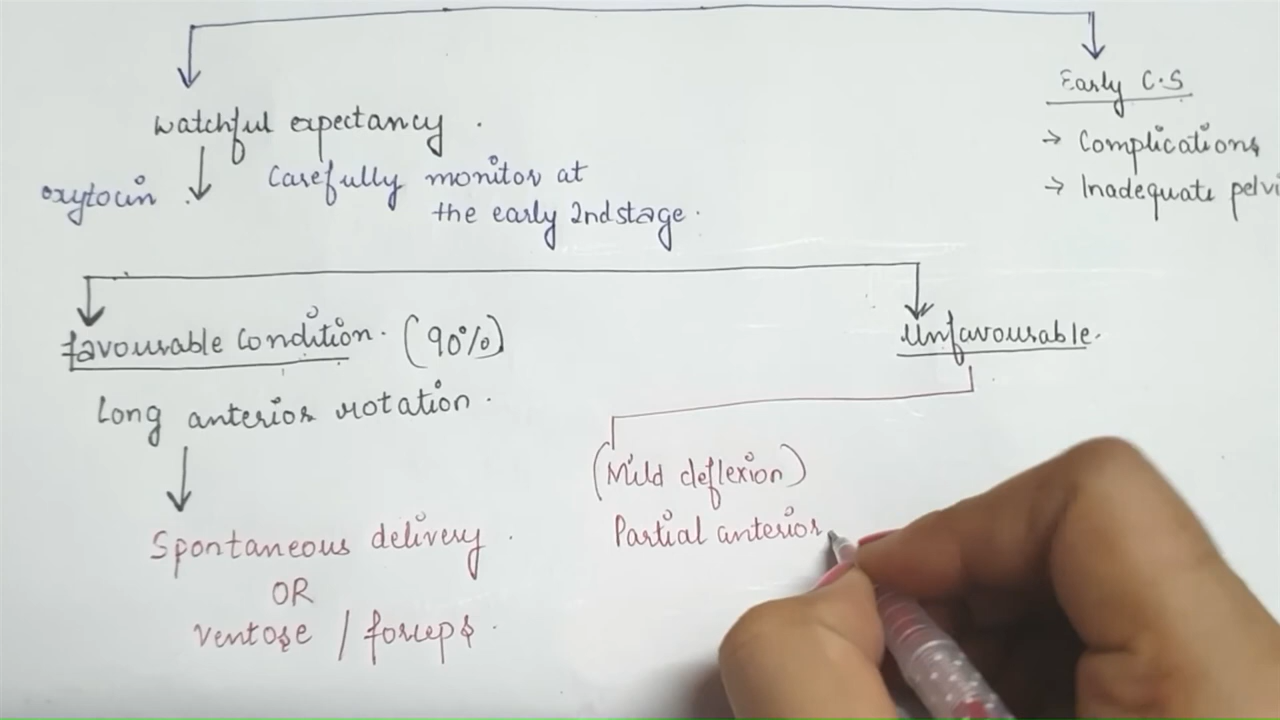 Early C.S
→ Complications
→ Inadequate pelvi
watchful expectancy.
oxytocin
Carefully monitor at
the early 2nd stage.
favourable condition. (90%)
Long anterior rotation.
Spontaneous delivery.
OR
ventose / forceps.
Unfavourable.
(Mild deflexion)
Partial anterior